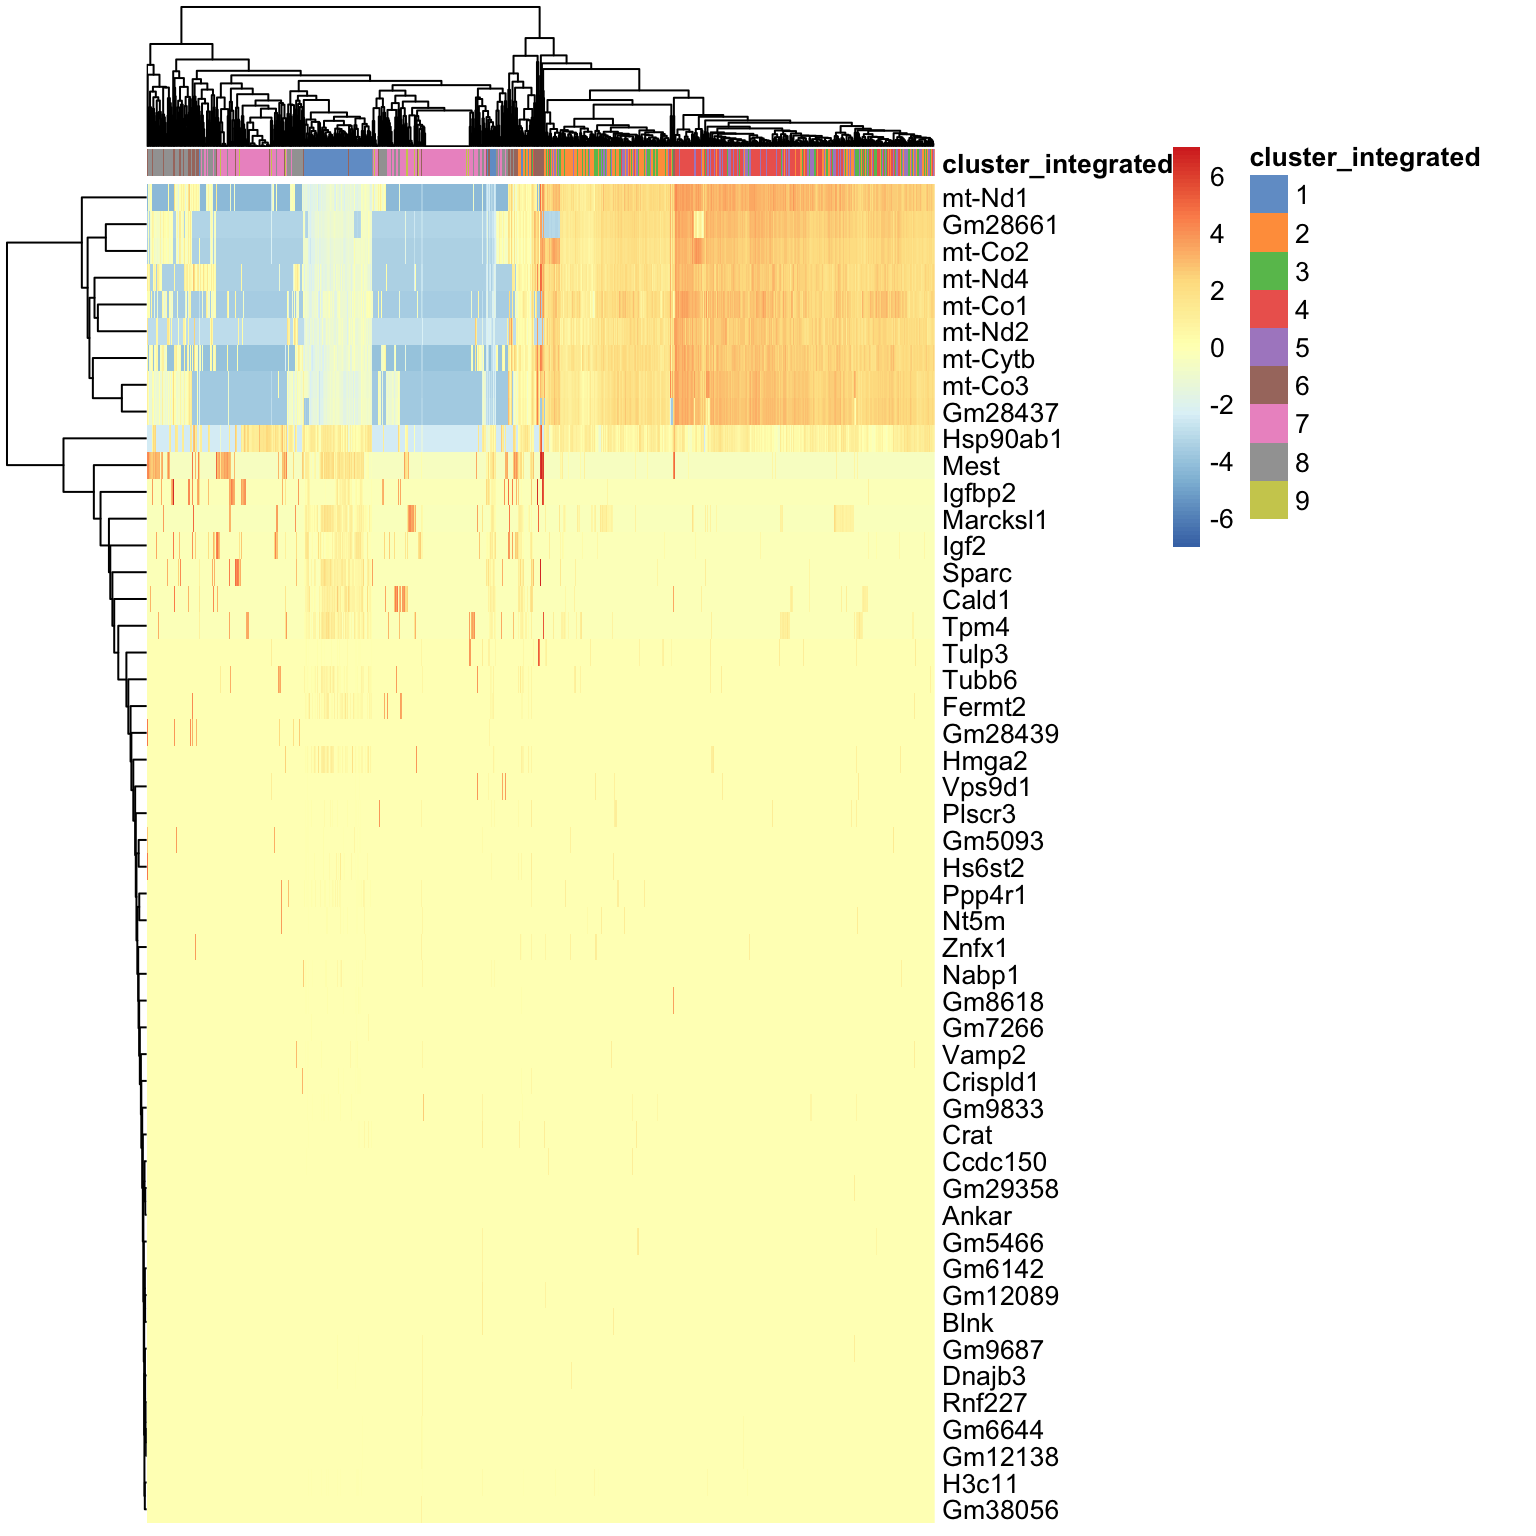 cluster_integrated
mt-Nd1
Gm28661
mt-Co2
mt-Nd4
mt-Co1
mt-Nd2
mt-Cytb
mt-Co3
Gm28437
Hsp90ab1
Mest
Igfbp2
Marcksl1
Igf2
Sparc
Cald1
Tpm4
Tulp3
Tubb6
Fermt2
Gm28439
Hmga2
Vps9d1
Plscr3
Gm5093
Hs6st2
Ppp4r1
Nt5m
Znfx1
Nabp1
Gm8618
Gm7266
Vamp2
Crispld1
Gm9833
Crat
Ccdc150
Gm29358
Ankar
Gm5466
Gm6142
Gm12089
Blnk
Gm9687
Dnajb3
Rnf227
Gm6644
Gm12138
H3c11
Gm38056
6
4
2
0
-2
-4
-6
cluster_integrated
1
2
3
4
5
6
7
8
9